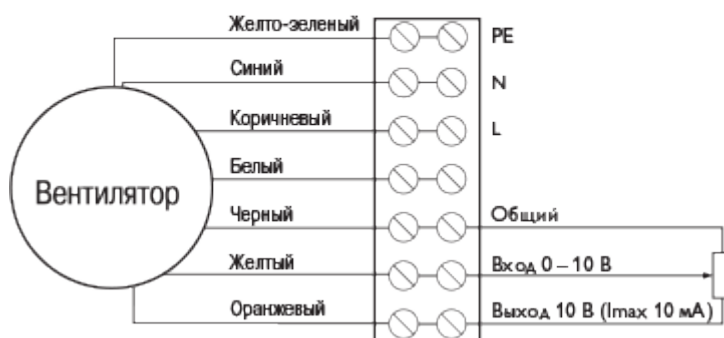 Желто-зеленый
PE
Синий
N
Коричневый
L
Белый
Вентилятор
Черный
Общий
Желтый
Вход 0 – 10 В
Оранжевый
Выход 10 В (Imax 10 мА)